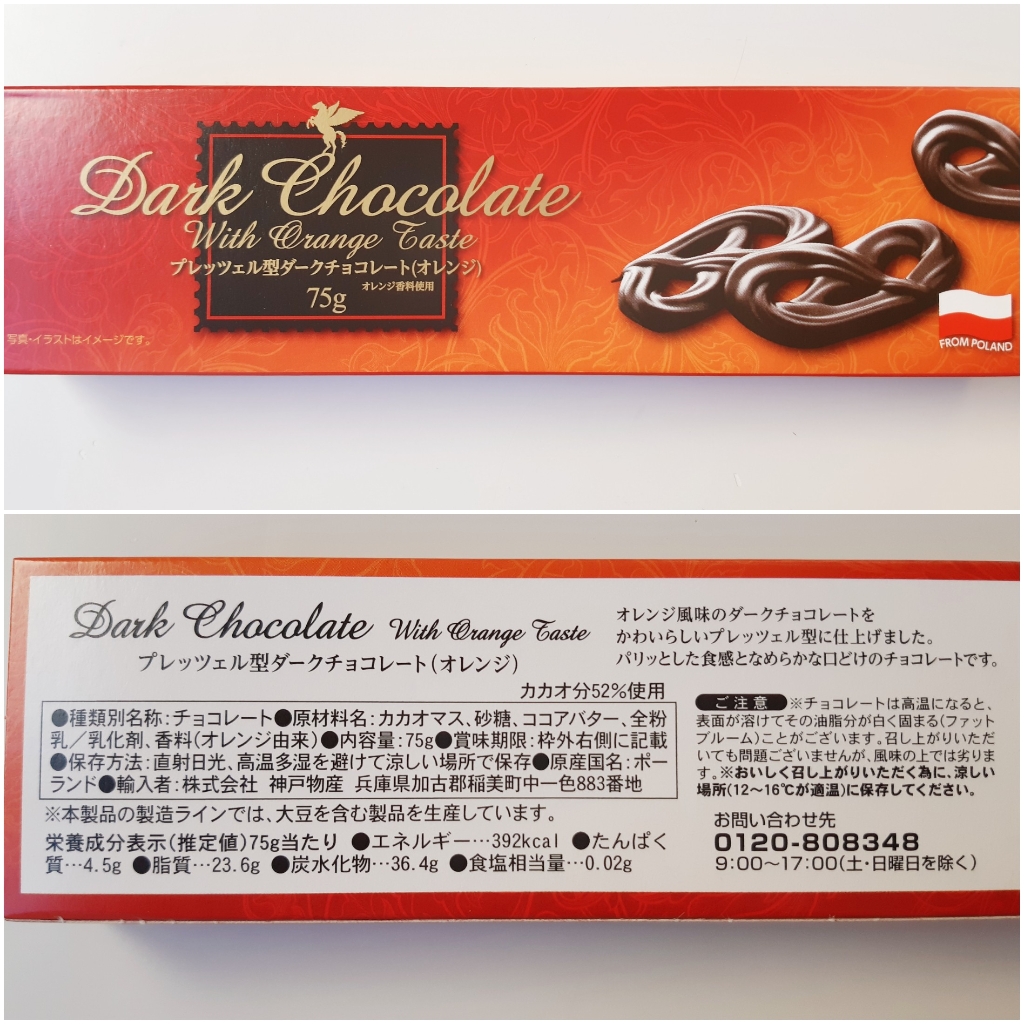 Dark Chocolate
With Orange Taste
プレッツェル型ダークチョコレート(オレンジ)
オレンジ香料使用
75g
写真・イラストはイメージです。
FROM POLAND
Dark Chocolate With Orange Taste
プレッツェル型ダークチョコレート(オレンジ)
オレンジ風味のダークチョコレートを
かわいらしいプレッツェル型に仕上げました。
パリッとした食感となめらかな口どけのチョコレートです。
カカオ分52%使用
●種類別名称:チョコレート●原材料名:カカオマス、砂糖、ココアバター、全粉
乳/乳化剤、香料(オレンジ由来)●内容量:75g●賞味期限:枠外右側に記載
●保存方法:直射日光、高温多湿を避けて涼しい場所で保存●原産国名:ポー
ランド●輸入者:株式会社 神戸物産 兵庫県加古郡稲美町中一色883番地
※本製品の製造ラインでは、大豆を含む製品を生産しています。
栄養成分表示(推定値)75g当たり ●エネルギー…392kcal ●たんぱく
質…4.5g ●脂質…23.6g ●炭水化物…36.4g ●食塩相当量…0.02g
ご注意 ※チョコレートは高温になると、
表面が溶けてその油脂分が白く固まる(ファット
ブルーム)ことがございます。召し上がりいただ
いても問題ございませんが、風味の上では劣りま
す。※おいしく召し上がりいただく為に、涼しい
場所(12~16℃が適温)に保存してください。
お問い合わせ先
0120-808348
9:00~17:00(土・日曜日を除く)